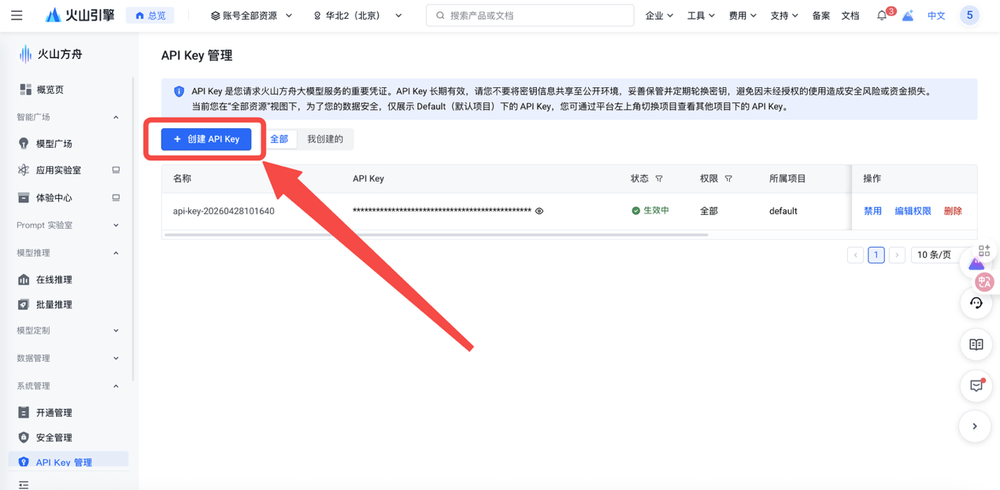 火山引擎
总览
账号全部资源
华北2（北京）
搜索产品或文档
企业
工具
费用
支持
备案
文档
3
中文
5
火山方舟
概览页
智能广场
模型广场
应用实验室
体验中心
Prompt 实验室
模型推理
在线推理
批量推理
模型定制
数据管理
系统管理
开通管理
安全管理
API Key 管理
API Key 管理
API Key 是您请求火山方舟大模型服务的重要凭证。API Key 长期有效，请您不要将密钥信息共享至公开环境，妥善保管并定期轮换密钥，避免因未经授权的使用造成安全风险或资金损失。
当前您在“全部资源”视图下，为了您的数据安全，仅展示 Default（默认项目）下的 API Key，您可通过平台左上角切换项目查看其他项目下的 API Key。
+ 创建 API Key
全部
我创建的
名称 API Key 状态 权限 所属项目 操作
api-key-20260428101640 ************************************************ 生效中 全部 default 禁用 编辑权限 删除
1
10 条/页
中A